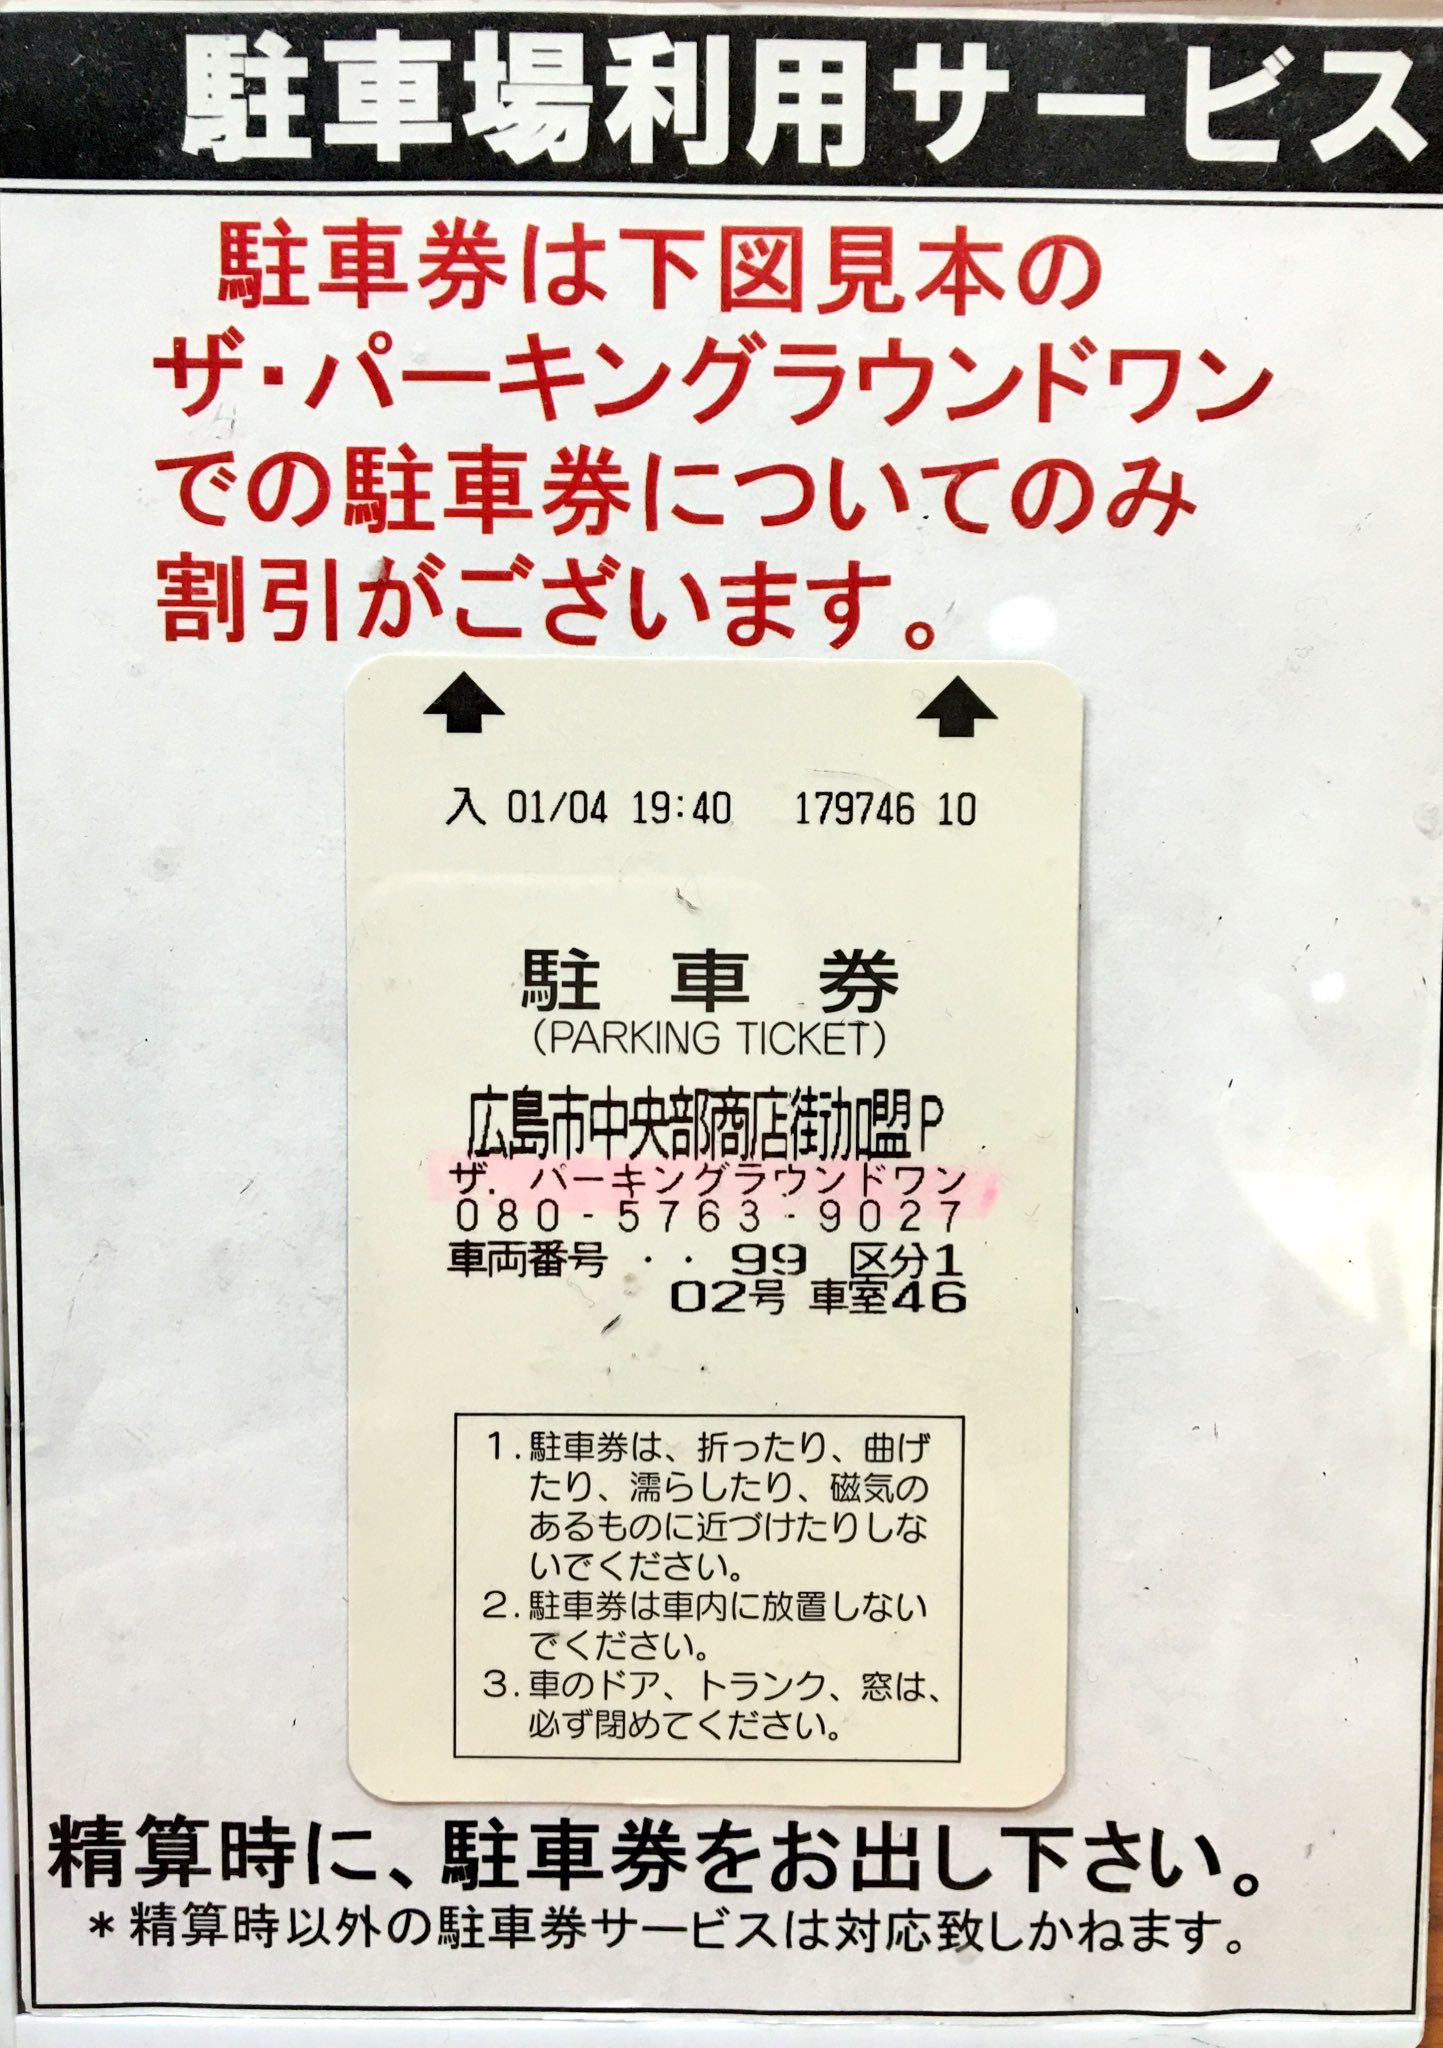 駐車場利用サービス
駐車券は下図見本の
ザ・パーキングラウンドワン
での駐車券についてのみ
割引がございます。
入 01/04 19:40 179746 10
駐車券
(PARKING TICKET)
広島市中央部商店街加盟P
ザ. パーキングラウンドワン
080-5763-9027
車両番号 ・・99 区分1
02号 車室46
1. 駐車券は、折ったり、曲げ
たり、濡らしたり、磁気の
あるものに近づけたりしな
いでください。
2. 駐車券は車内に放置しない
でください。
3. 車のドア、トランク、窓は、
必ず閉めてください。
精算時に、駐車券をお出し下さい。
*精算時以外の駐車券サービスは対応致しかねます。